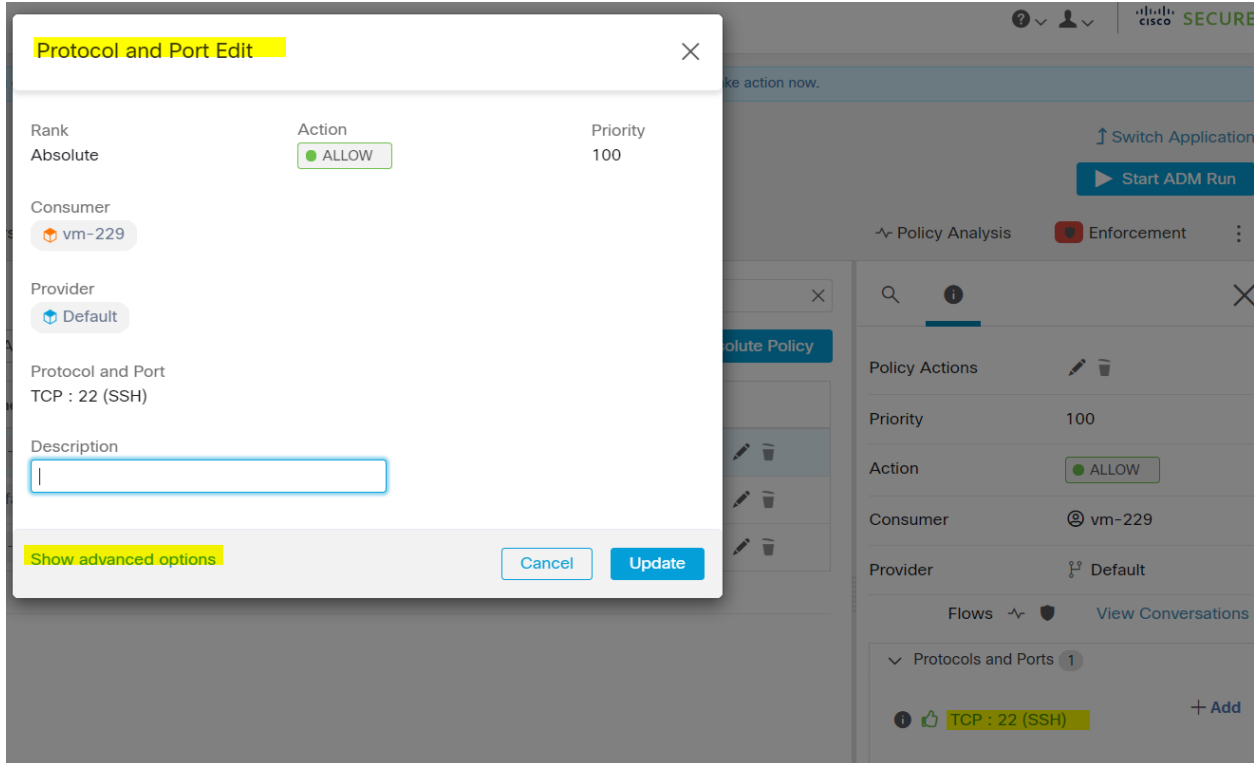 Protocol and Port Edit
Rank
Absolute
Action
ALLOW
Priority
100
Consumer
vm-229
Provider
Default
Protocol and Port
TCP : 22 (SSH)
Description
Show advanced options
Cancel
Update
CISCO SECURE
ke action now.
Switch Application
Start ADM Run
Policy Analysis
Enforcement
olute Policy
Policy Actions
Priority
100
Action
ALLOW
Consumer
vm-229
Provider
Default
Flows
View Conversations
Protocols and Ports 1
TCP : 22 (SSH)
+ Add